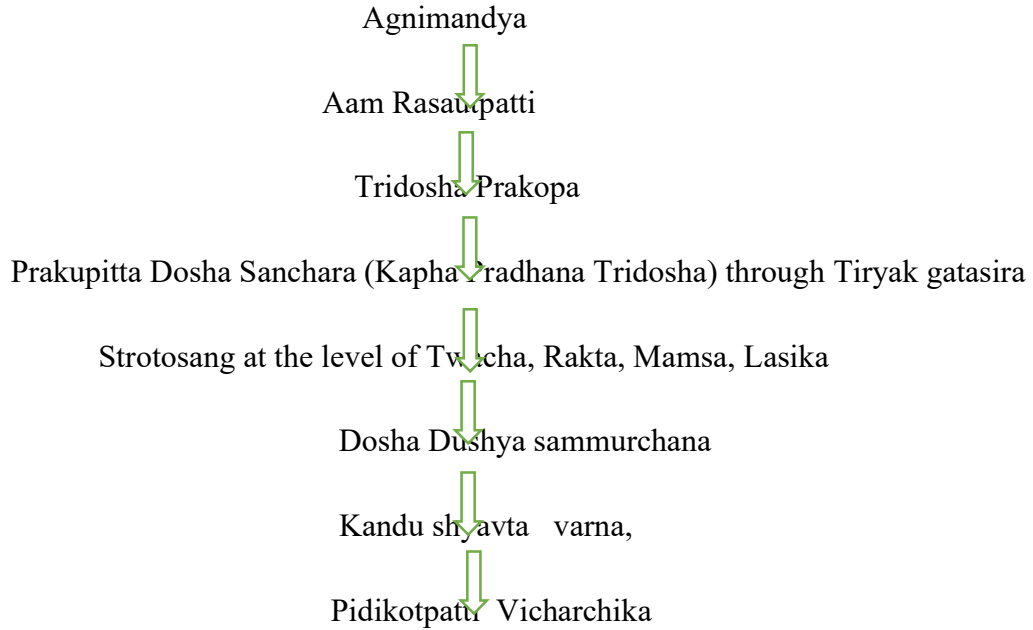 Agnimandya
Aam Rasautpatti
Tridosha Prakopa
Prakupitta Dosha Sanchara (Kapha Pradhana Tridosha) through Tiryak gatasira
Strotosang at the level of Twacha, Rakta, Mamsa, Lasika
Dosha Dushya sammurchana
Kandu shyavta varna,
Pidikotpatti Vicharchika